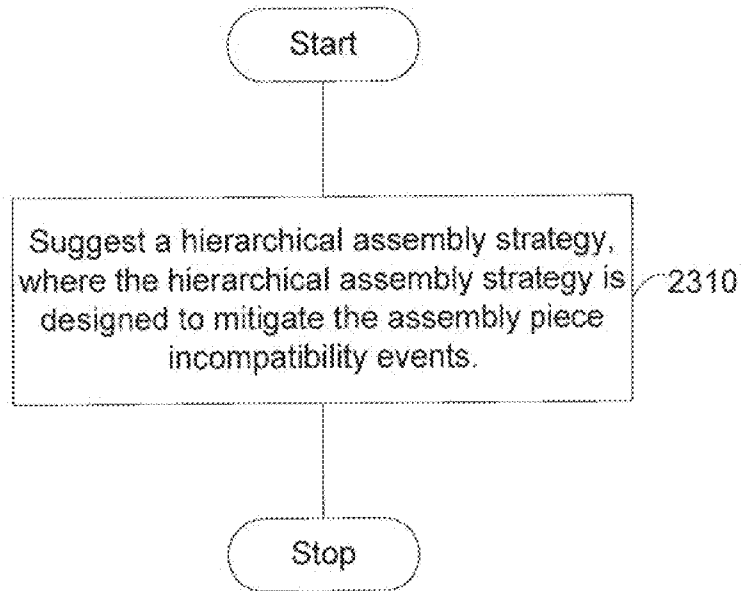 Start
Suggest a hierarchical assembly strategy,
where the hierarchical assembly strategy is
designed to mitigate the assembly piece
incompatibility events.
2310
Stop